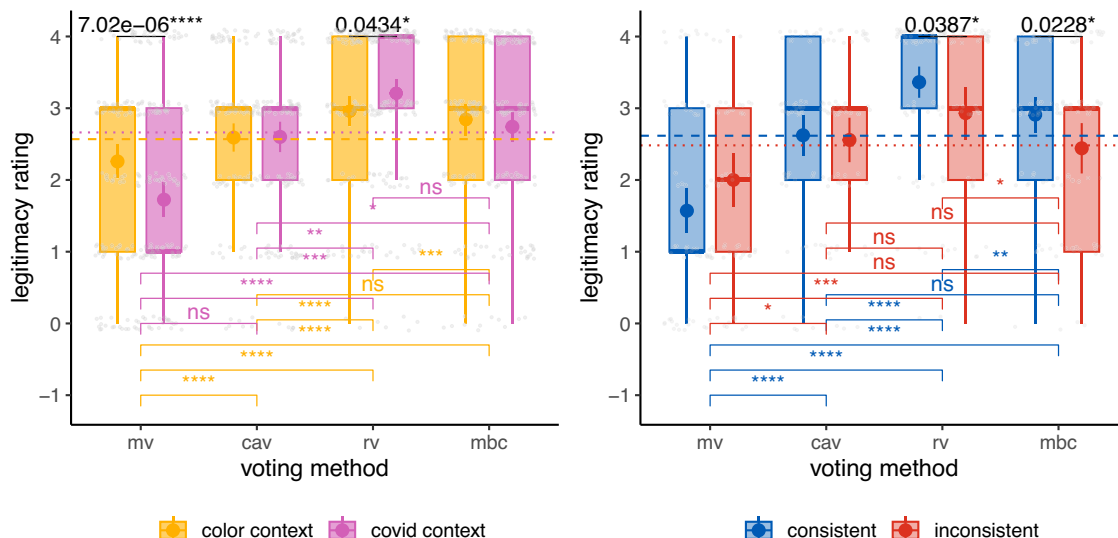 7.02e-06****
0.0434*
4
3
2
1
0
−1
legitimacy rating
ns
*
**
***
***
****
ns
ns
****
****
****
****
mv
cav
rv
mbc
voting method
color context
covid context
0.0387*
0.0228*
4
3
2
1
0
−1
legitimacy rating
*
ns
ns
ns
**
***
ns
*
****
****
****
****
mv
cav
rv
mbc
voting method
consistent
inconsistent